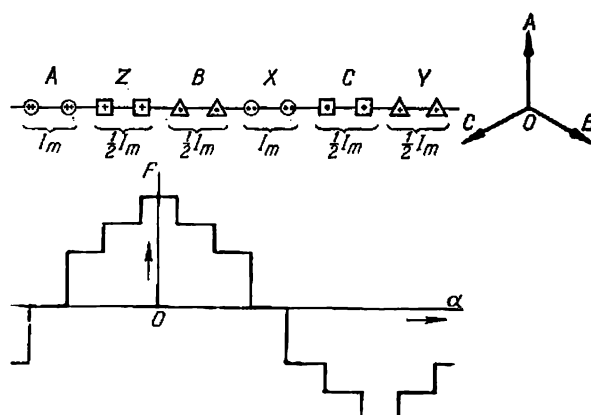 A Z B X C Y
I_m ½I_m ½I_m I_m ½I_m ½I_m
A
C O B
F
O α